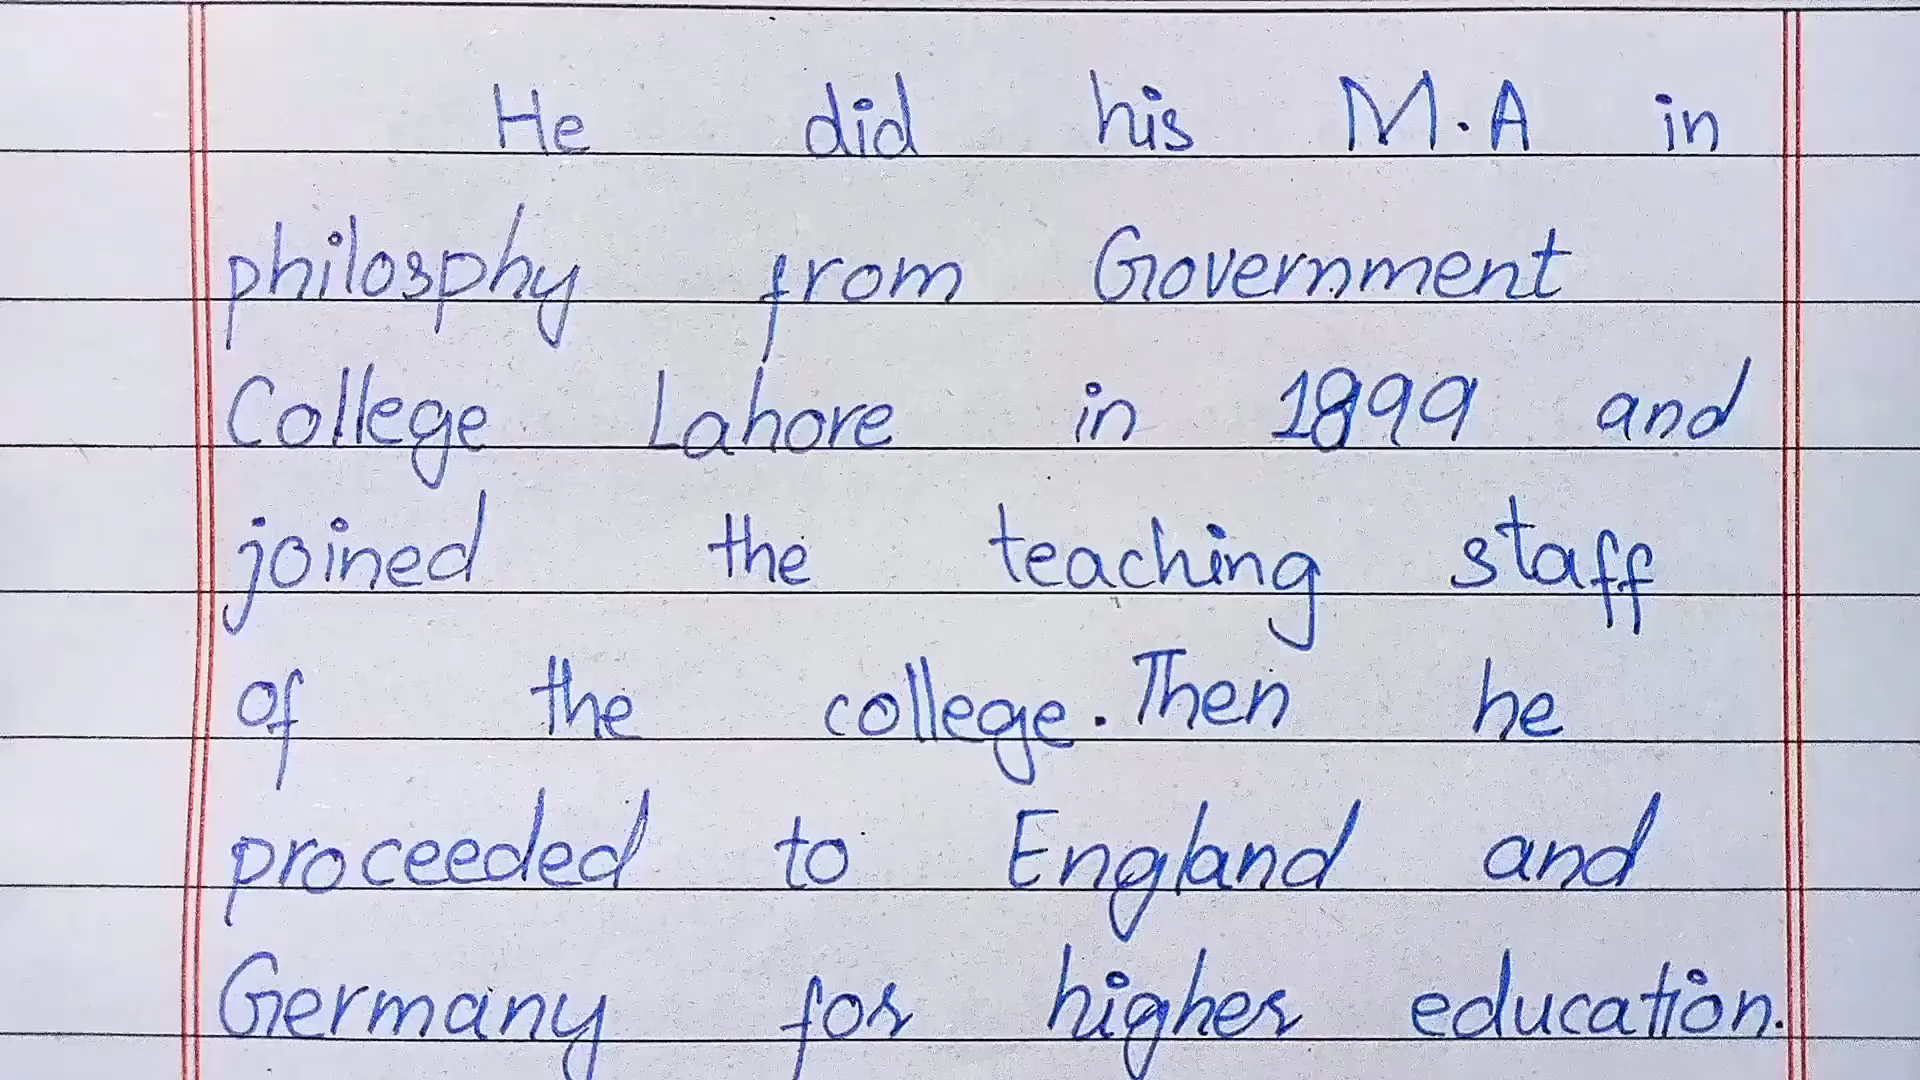 He did his M.A in
philosphy from Government
College Lahore in 1899 and
joined the teaching staff
of the college. Then he
proceeded to England and
Germany for higher education.